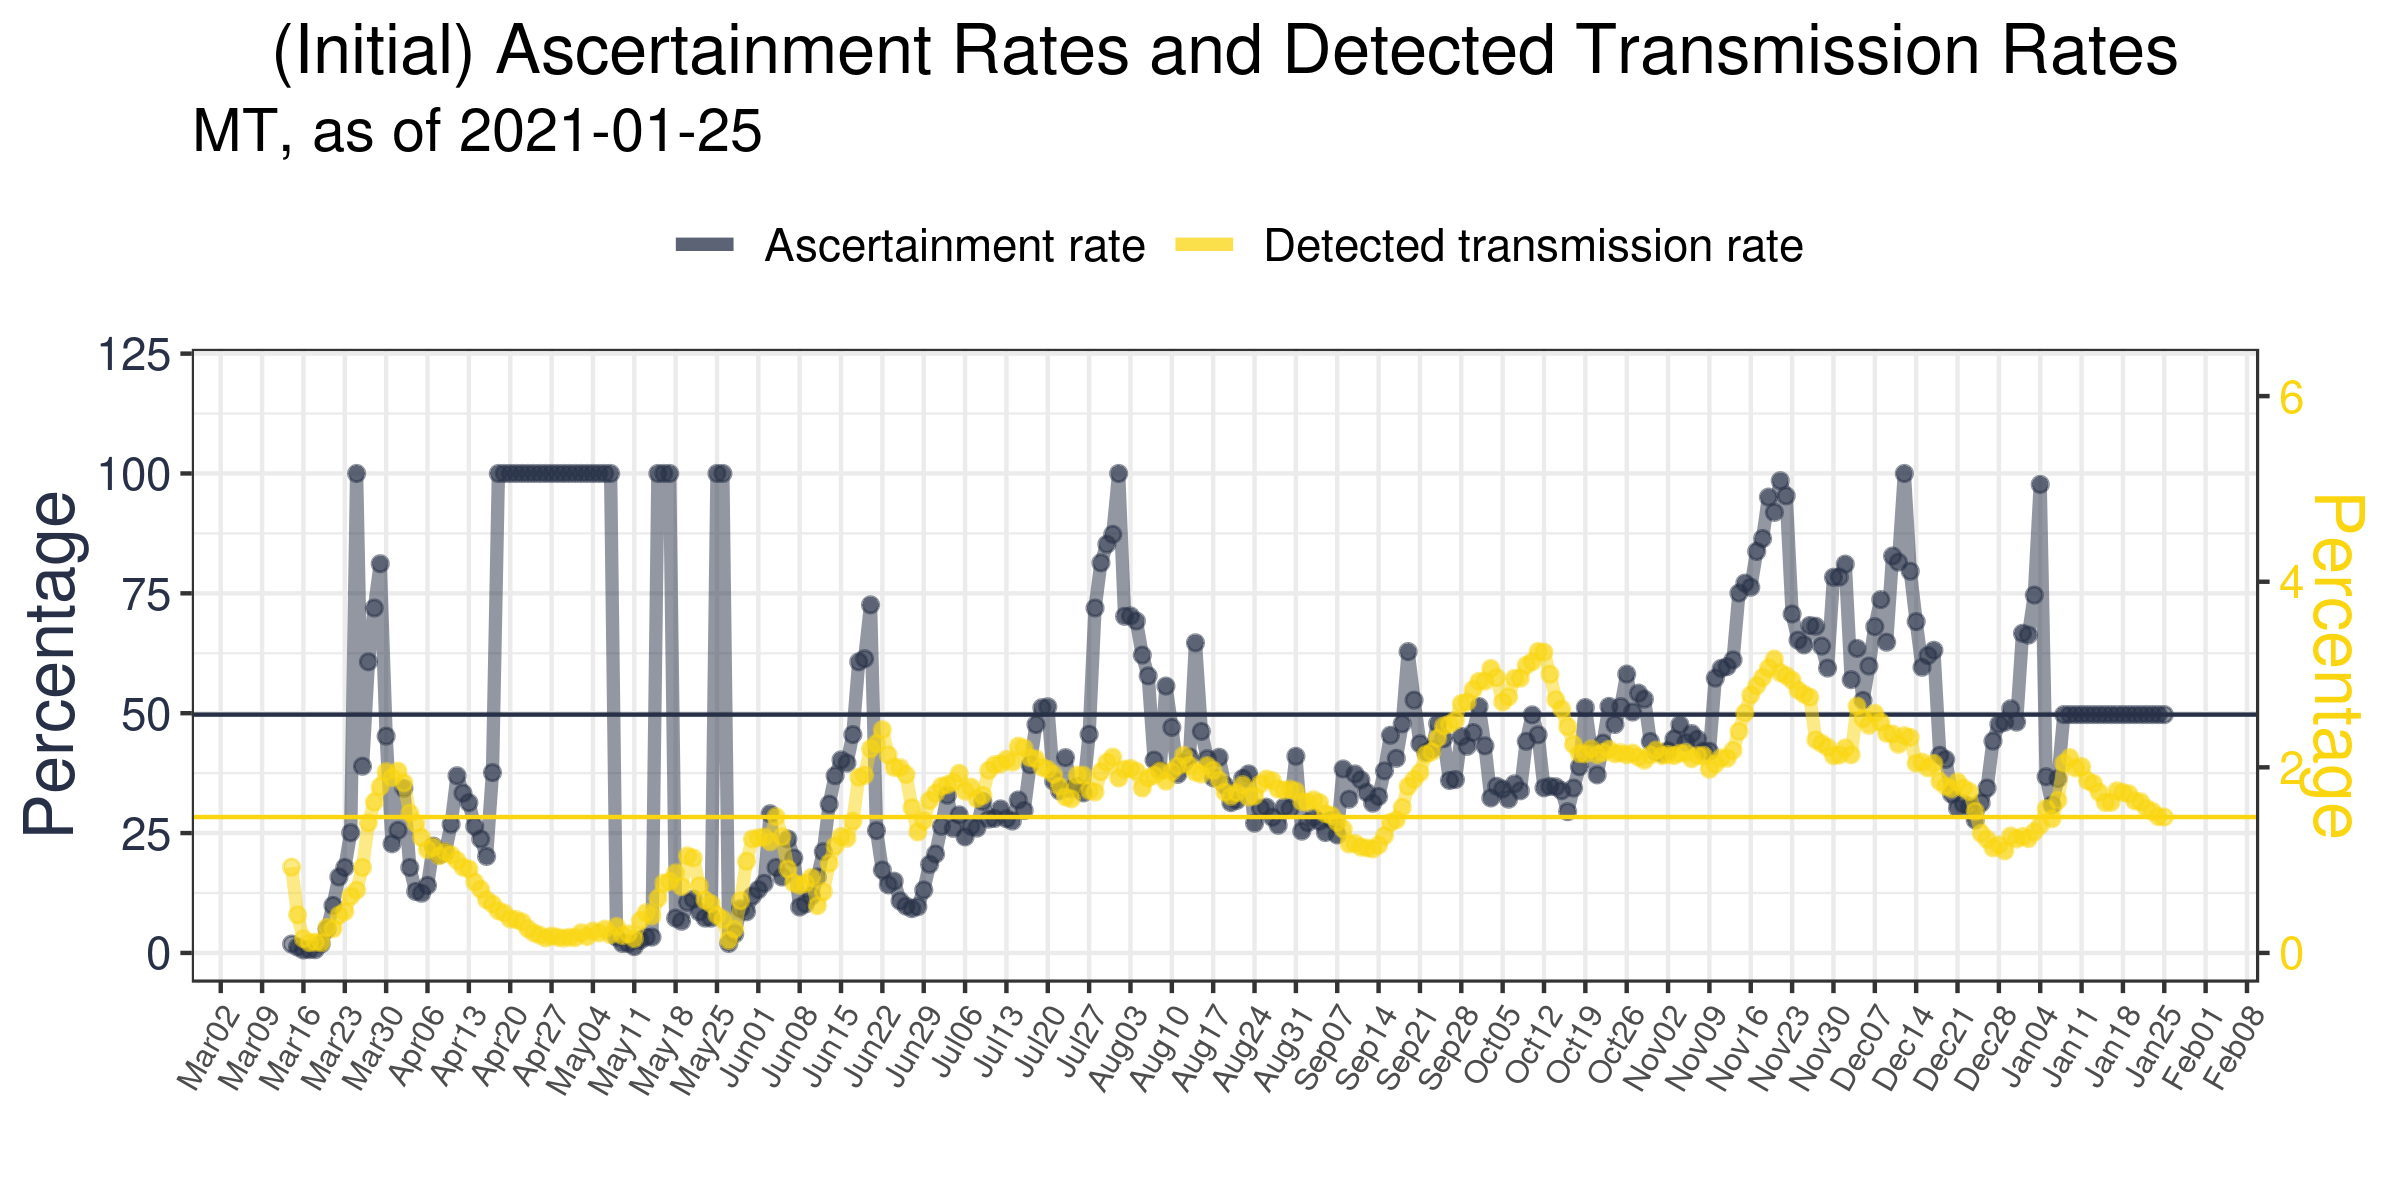 (Initial) Ascertainment Rates and Detected Transmission Rates
MT, as of 2021-01-25
Ascertainment rate
Detected transmission rate
125
100
75
50
25
0
Percentage
6
4
2
0
Percentage
Mar02
Mar09
Mar16
Mar23
Mar30
Apr06
Apr13
Apr20
Apr27
May04
May11
May18
May25
Jun01
Jun08
Jun15
Jun22
Jun29
Jul06
Jul13
Jul20
Jul27
Aug03
Aug10
Aug17
Aug24
Aug31
Sep07
Sep14
Sep21
Sep28
Oct05
Oct12
Oct19
Oct26
Nov02
Nov09
Nov16
Nov23
Nov30
Dec07
Dec14
Dec21
Dec28
Jan04
Jan11
Jan18
Jan25
Feb01
Feb08